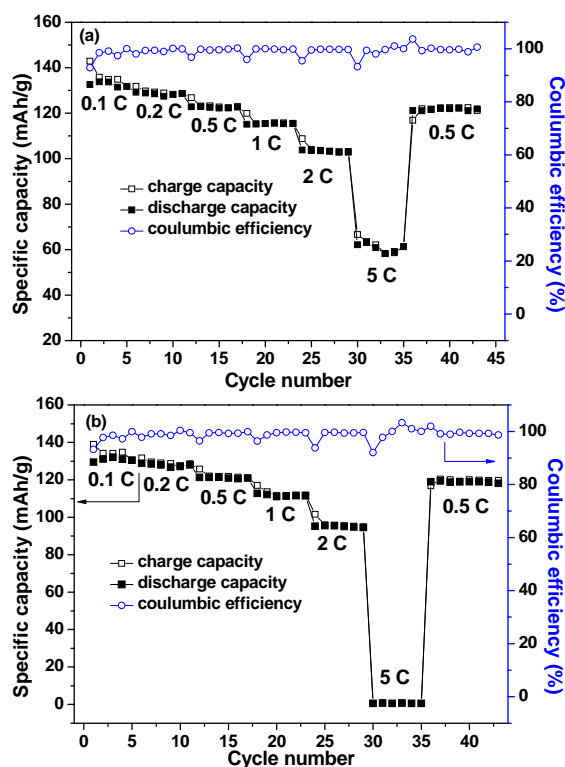 (a)
160
140
120
100
80
60
40
20
Specific capacity (mAh/g)
0.1 C
0.2 C
0.5 C
1 C
2 C
5 C
0.5 C
charge capacity
discharge capacity
coulumbic efficiency
100
80
60
40
20
0
Coulumbic efficiency (%)
0 5 10 15 20 25 30 35 40 45
Cycle number
(b)
160
140
120
100
80
60
40
20
0
Specific capacity (mAh/g)
0.1 C
0.2 C
0.5 C
1 C
2 C
5 C
0.5 C
charge capacity
discharge capacity
coulumbic efficiency
100
80
60
40
20
0
Coulumbic efficiency (%)
0 5 10 15 20 25 30 35 40
Cycle number